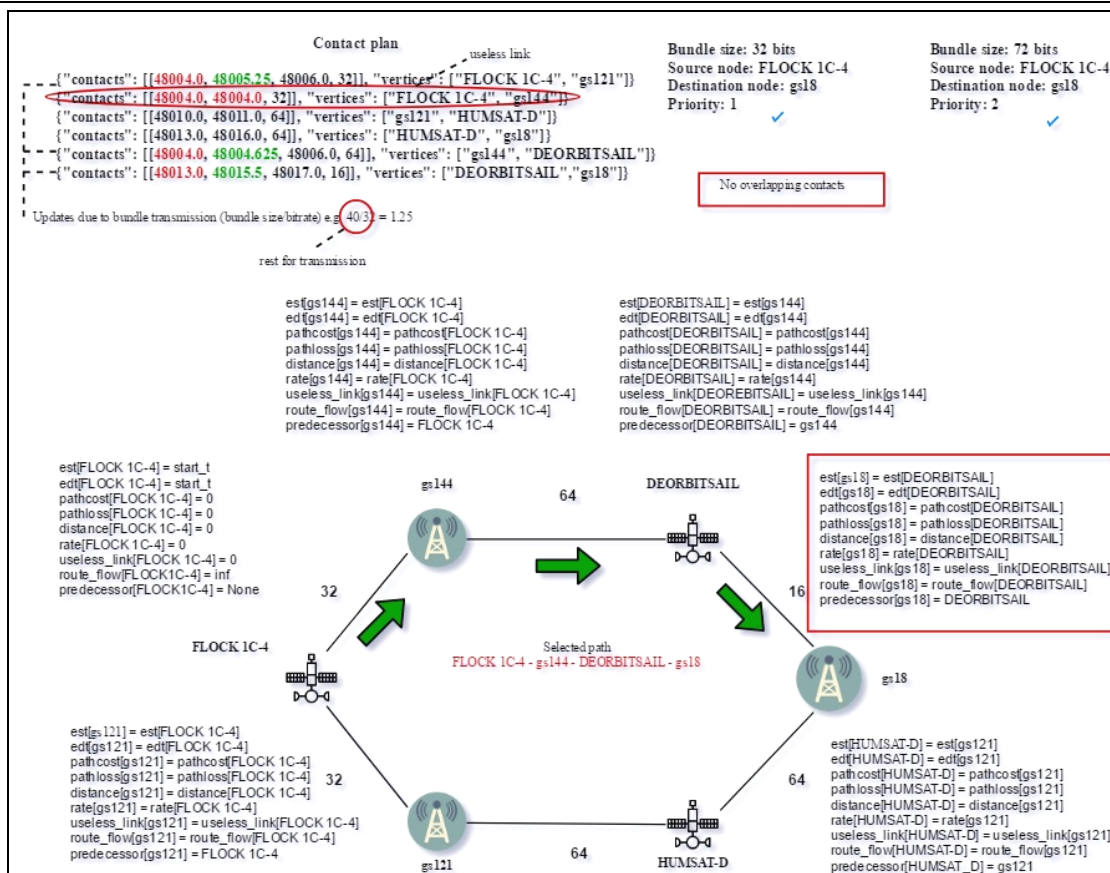 Contact plan
useless link
{"contacts": [[48004.0, 48005.25, 48006.0, 32]], "vertices": ["FLOCK 1C-4", "gs121"]}
{"contacts": [[48004.0, 48004.0, 32]], "vertices": ["FLOCK 1C-4", "gs144"]}
{"contacts": [[48010.0, 48011.0, 64]], "vertices": ["gs121", "HUMSAT-D"]}
{"contacts": [[48013.0, 48016.0, 64]], "vertices": ["HUMSAT-D", "gs18"]}
{"contacts": [[48004.0, 48004.625, 48006.0, 64]], "vertices": ["gs144", "DEORBITSAIL"]}
{"contacts": [[48013.0, 48015.5, 48017.0, 16]], "vertices": ["DEORBITSAIL","gs18"]}
Updates due to bundle transmission (bundle size/bitrate) e.g. 40/32 = 1.25
rest for transmission
Bundle size: 32 bits
Source node: FLOCK 1C-4
Destination node: gs18
Priority: 1
Bundle size: 72 bits
Source node: FLOCK 1C-4
Destination node: gs18
Priority: 2
No overlapping contacts
est[gs144] = est[FLOCK 1C-4]
edt[gs144] = edt[FLOCK 1C-4]
pathcost[gs144] = pathcost[FLOCK 1C-4]
pathloss[gs144] = pathloss[FLOCK 1C-4]
distance[gs144] = distance[FLOCK 1C-4]
rate[gs144] = rate[FLOCK 1C-4]
useless_link[gs144] = useless_link[FLOCK 1C-4]
route_flow[gs144] = route_flow[FLOCK 1C-4]
predecessor[gs144] = FLOCK 1C-4
est[DEORBITSAIL] = est[gs144]
edt[DEORBITSAIL] = edt[gs144]
pathcost[DEORBITSAIL] = pathcost[gs144]
pathloss[DEORBITSAIL] = pathloss[gs144]
distance[DEORBITSAIL] = distance[gs144]
rate[DEORBITSAIL] = rate[gs144]
useless_link[DEOREBITSAIL] = useless_link[gs144]
route_flow[DEORBITSAIL] = route_flow[gs144]
predecessor[DEORBITSAIL] = gs144
est[FLOCK 1C-4] = start_t
edt[FLOCK 1C-4] = start_t
pathcost[FLOCK 1C-4] = 0
pathloss[FLOCK 1C-4] = 0
distance[FLOCK 1C-4] = 0
rate[FLOCK 1C-4] = 0
useless_link[FLOCK 1C-4] = 0
route_flow[FLOCK1C-4] = inf
predecessor[FLOCK1C-4] = None
gs144
64
DEORBITSAIL
est[gs18] = est[DEORBITSAIL]
edt[gs18] = edt[DEORBITSAIL]
pathcost[gs18] = pathcost[DEORBITSAIL]
pathloss[gs18] = pathloss[DEORBITSAIL]
distance[gs18] = distance[DEORBITSAIL]
rate[gs18] = rate[DEORBITSAIL]
useless_link[gs18] = useless_link[DEORBITSAIL]
route_flow[gs18] = route_flow[DEORBITSAIL]
predecessor[gs18] = DEORBITSAIL
32
16
FLOCK 1C-4
Selected path
FLOCK 1C-4 - gs144 - DEORBITSAIL - gs18
gs18
est[gs121] = est[FLOCK 1C-4]
edt[gs121] = edt[FLOCK 1C-4]
pathcost[gs121] = pathcost[FLOCK 1C-4]
pathloss[gs121] = pathloss[FLOCK 1C-4]
distance[gs121] = distance[FLOCK 1C-4]
rate[gs121] = rate[FLOCK 1C-4]
useless_link[gs121] = useless_link[FLOCK 1C-4]
route_flow[gs121] = route_flow[FLOCK 1C-4]
predecessor[gs121] = FLOCK 1C-4
32
64
est[HUMSAT-D] = est[gs121]
edt[HUMSAT-D] = edt[gs121]
pathcost[HUMSAT-D] = pathcost[gs121]
pathloss[HUMSAT-D] = pathloss[gs121]
distance[HUMSAT-D] = distance[gs121]
rate[HUMSAT-D] = rate[gs121]
useless_link[HUMSAT-D] = useless_link[gs121]
route_flow[HUMSAT-D] = route_flow[gs121]
predecessor[HUMSAT_D] = gs121
gs121
64
HUMSAT-D